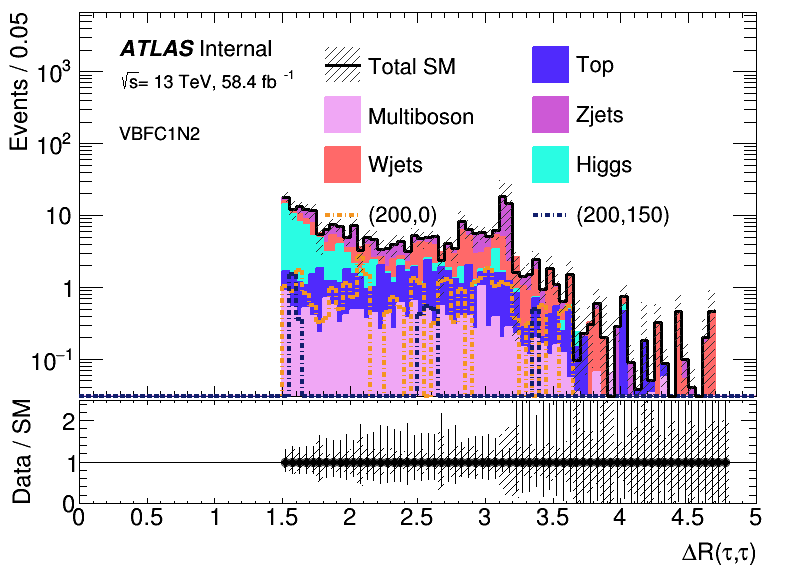 Events / 0.05
10³
10²
10
1
10⁻¹
ATLAS Internal
√s= 13 TeV, 58.4 fb⁻¹
VBFC1N2
Total SM
Top
Multiboson
Zjets
Wjets
Higgs
(200,0)
(200,150)
Data / SM
2
1
0
0 0.5 1 1.5 2 2.5 3 3.5 4 4.5 5
ΔR(τ,τ)